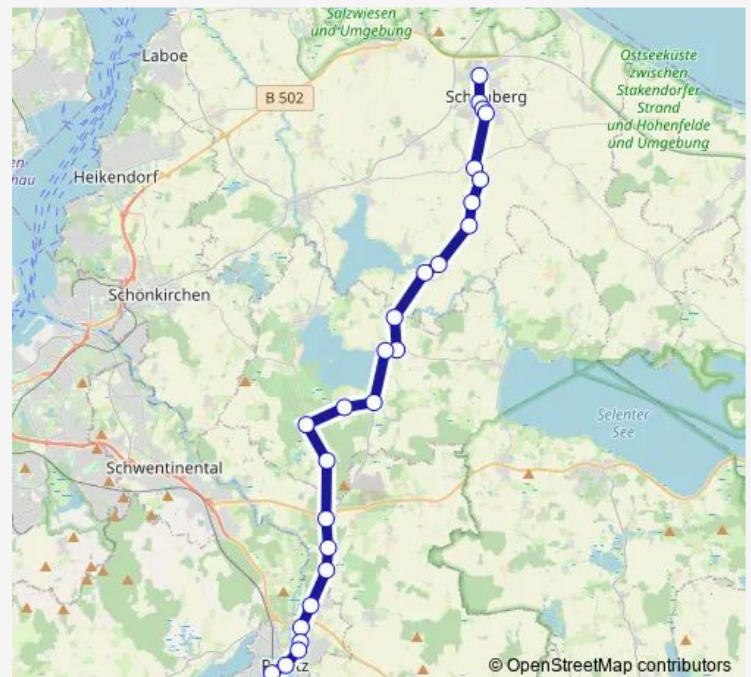 Salzwiesen
und Umgebung
Laboe
Ostseeküste
zwischen
Stakendorfer
Strand
und Hohenfelde
und Umgebung
B 502
Heikendorf
Schönkirchen
Selenter
See
Schwentinental
© OpenStreetMap contributors